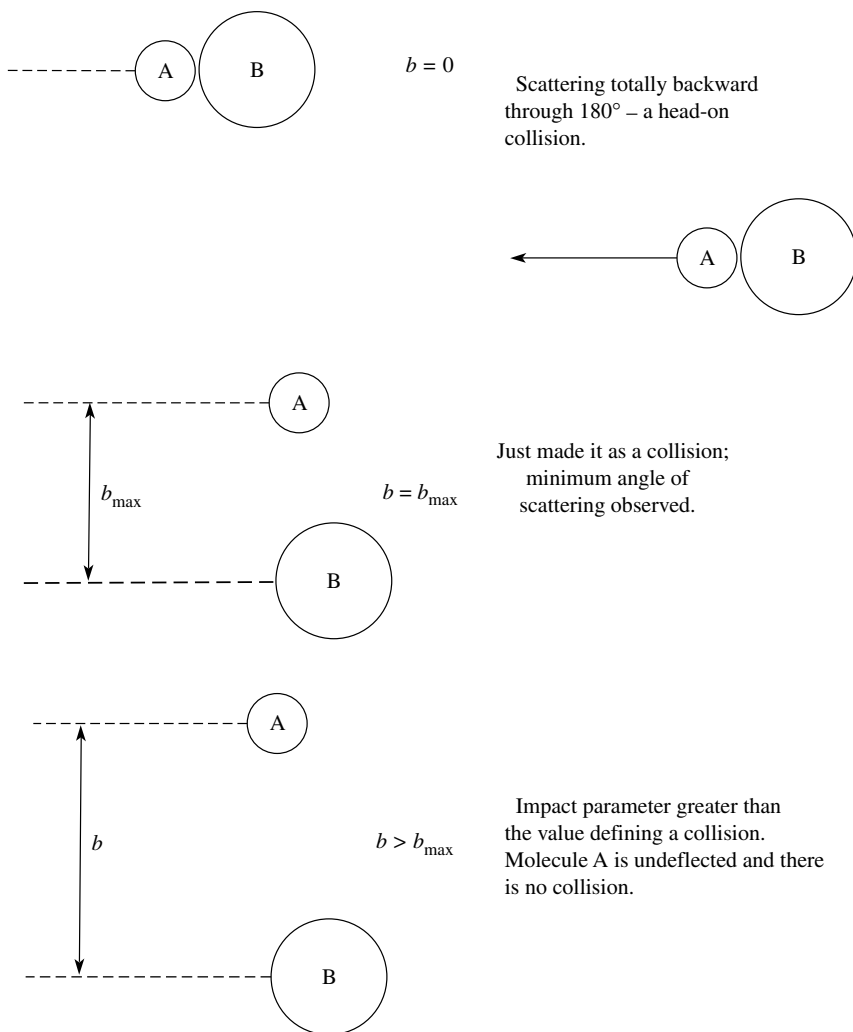 A B b = 0
Scattering totally backward
through 180° – a head-on
collision.
A B
A
Just made it as a collision;
b_max b = b_max minimum angle of
scattering observed.
B
A
Impact parameter greater than
the value defining a collision.
b b > b_max Molecule A is undeflected and there
is no collision.
B